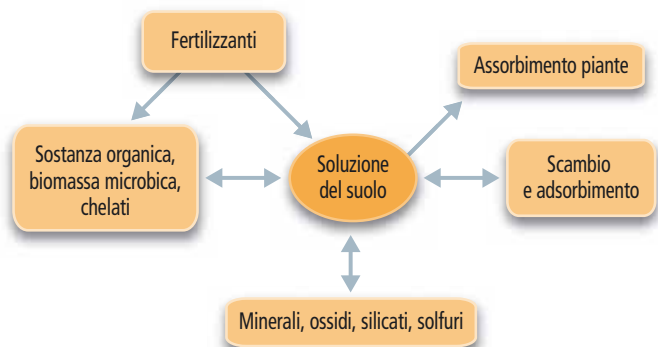 Fertilizzanti
Assorbimento piante
Sostanza organica,
biomassa microbica,
chelati
Soluzione
del suolo
Scambio
e adsorbimento
Minerali, ossidi, silicati, solfuri